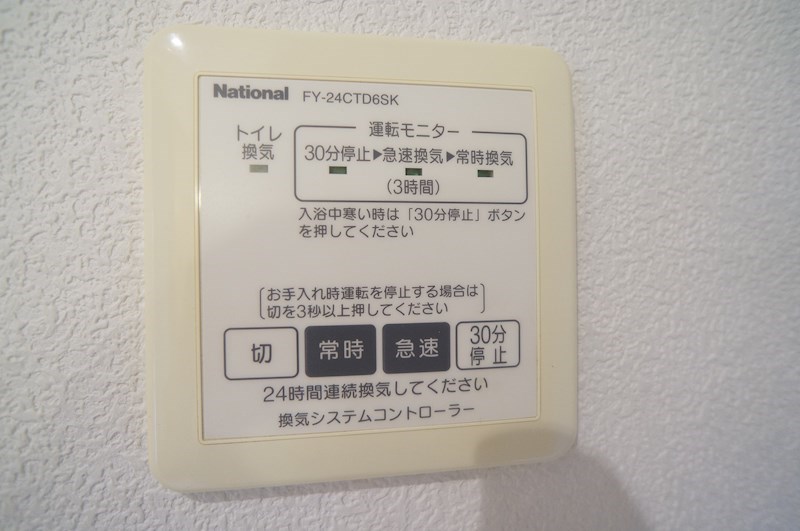 National FY-24CTD6SK
トイレ
換気
運転モニター
30分停止▶急速換気▶常時換気
(3時間)
入浴中寒い時は「30分停止」ボタン
を押してください
お手入れ時運転を停止する場合は
切を3秒以上押してください
切
常時
急速
30分
停止
24時間連続換気してください
換気システムコントローラー